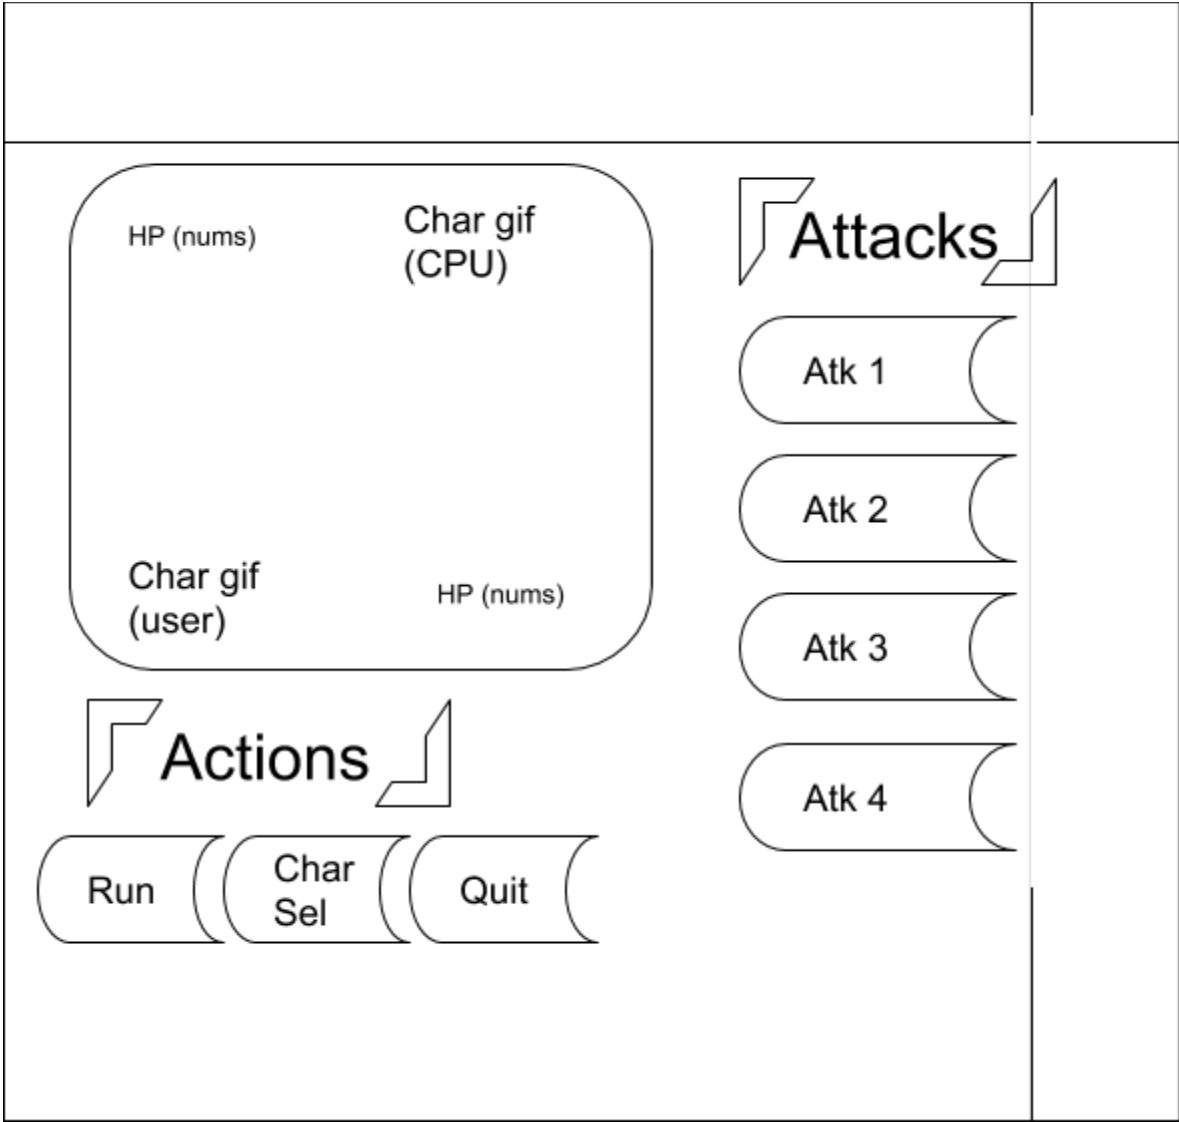 HP (nums)
Char gif
(CPU)
Char gif
(user)
HP (nums)
Attacks
Atk 1
Atk 2
Atk 3
Atk 4
Actions
Run
Char
Sel
Quit